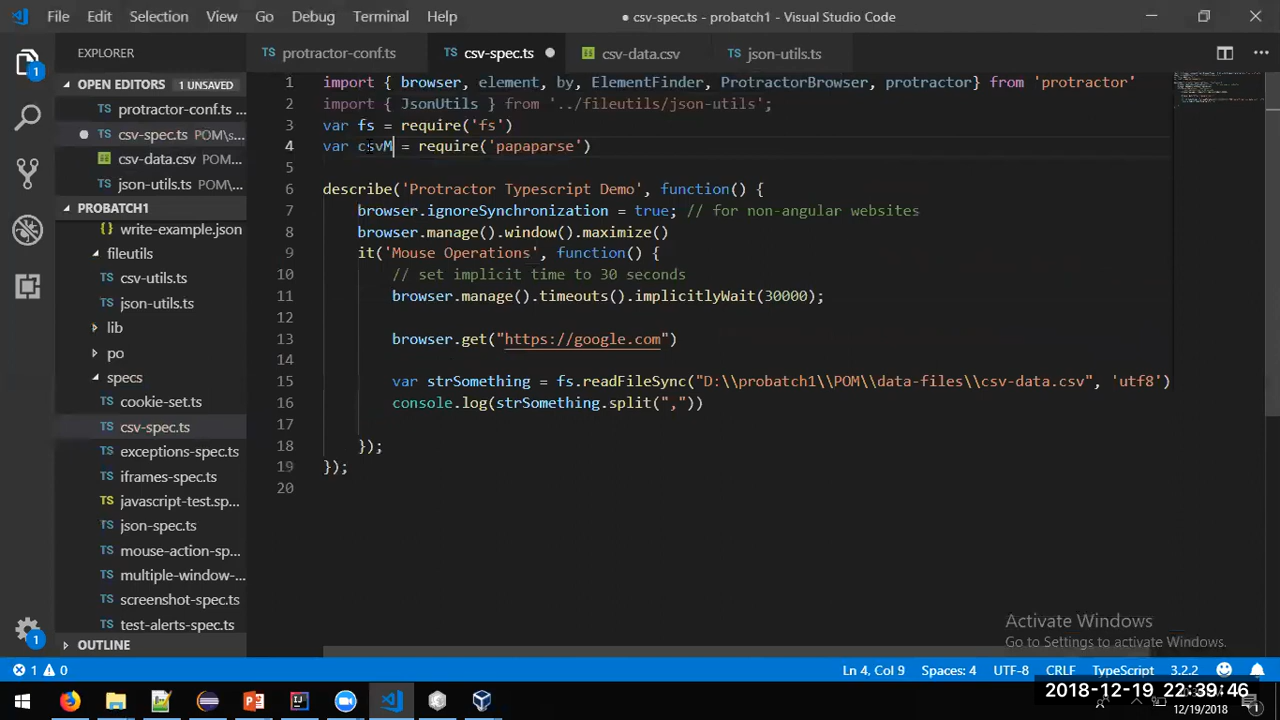 File Edit Selection View Go Debug Terminal Help
● csv-spec.ts - probatch1 - Visual Studio Code
EXPLORER
OPEN EDITORS 1 UNSAVED
protractor-conf.ts ...
csv-spec.ts POM\s...
csv-data.csv POM\...
json-utils.ts POM\...
PROBATCH1
write-example.json
fileutils
csv-utils.ts
json-utils.ts
lib
po
specs
cookie-set.ts
csv-spec.ts
exceptions-spec.ts
iframes-spec.ts
javascript-test.sp...
json-spec.ts
mouse-action-sp...
multiple-window-...
screenshot-spec.ts
test-alerts-spec.ts
OUTLINE
protractor-conf.ts csv-spec.ts csv-data.csv json-utils.ts
1 import { browser, element, by, ElementFinder, ProtractorBrowser, protractor} from 'protractor'
2 import { JsonUtils } from '../fileutils/json-utils';
3 var fs = require('fs')
4 var csvM = require('papaparse')
5
6 describe('Protractor Typescript Demo', function() {
7 browser.ignoreSynchronization = true; // for non-angular websites
8 browser.manage().window().maximize()
9 it('Mouse Operations', function() {
10 // set implicit time to 30 seconds
11 browser.manage().timeouts().implicitlyWait(30000);
12
13 browser.get("https://google.com")
14
15 var strSomething = fs.readFileSync("D:\\probatch1\\POM\\data-files\\csv-data.csv", 'utf8')
16 console.log(strSomething.split(","))
17
18 });
19 });
20
Activate Windows
Go to Settings to activate Windows.
1 0 Ln 4, Col 9 Spaces: 4 UTF-8 CRLF TypeScript 3.2.2
2018-12-19 22:39:46
12/19/2018